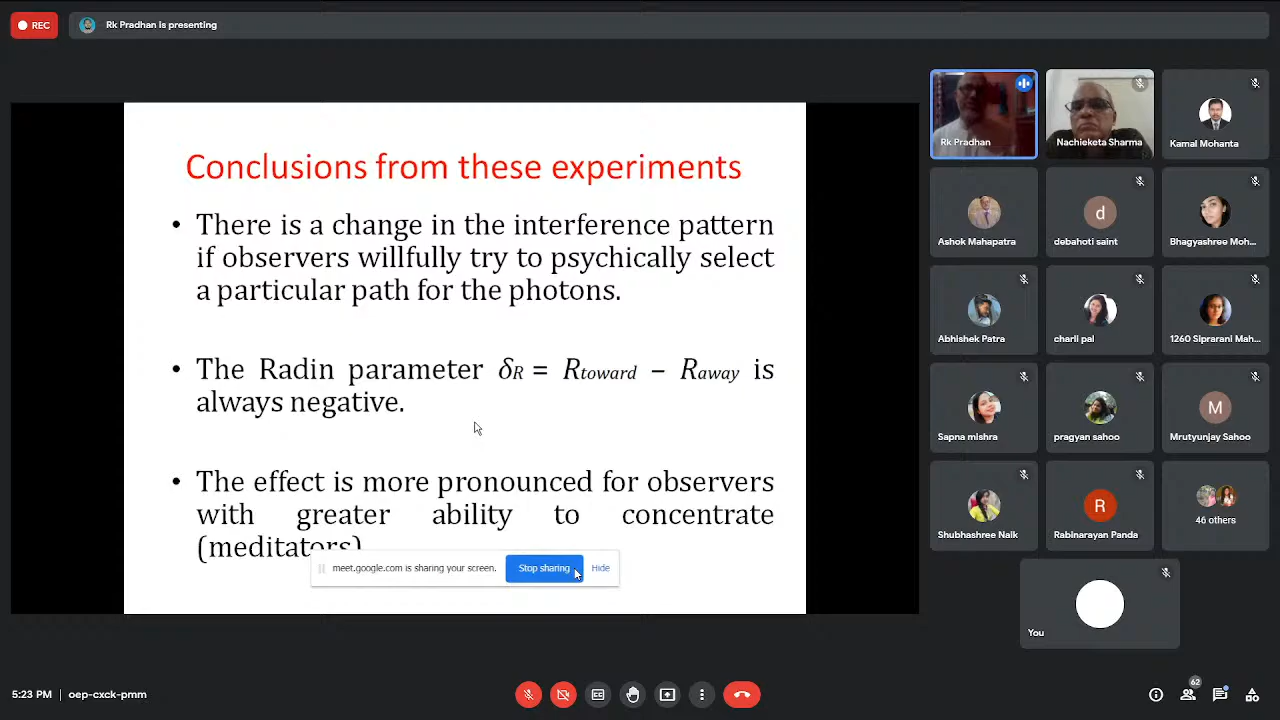 REC
Rk Pradhan is presenting
Conclusions from these experiments
• There is a change in the interference pattern
if observers willfully try to psychically select
a particular path for the photons.
• The Radin parameter δR = Rtoward – Raway is
always negative.
• The effect is more pronounced for observers
with greater ability to concentrate
(meditators)
meet.google.com is sharing your screen.
Stop sharing
Hide
Rk Pradhan
Nachieketa Sharma
Kamal Mohanta
Ashok Mahapatra
d
debahoti saint
Bhagyashree Moh...
Abhishek Patra
charli pal
1260 Siprarani Mah...
Sapna mishra
pragyan sahoo
M
Mrutyunjay Sahoo
Shubhashree Naik
R
Rabinarayan Panda
46 others
You
5:23 PM | oep-cxck-pmm
62